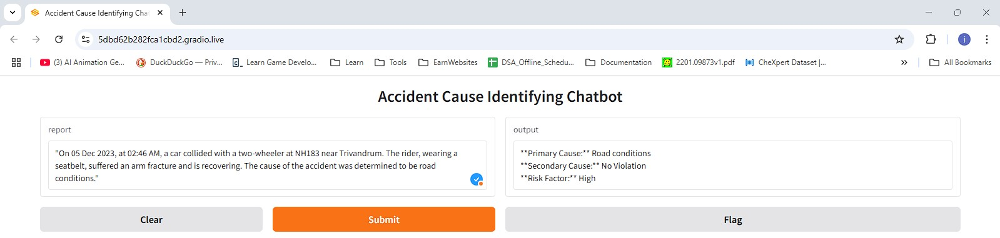 Accident Cause Identifying Cha
5dbd62b282fca1cbd2.gradio.live
j
(3) AI Animation Ge...
DuckDuckGo — Priv...
Learn Game Develo...
Learn
Tools
EarnWebsites
DSA_Offline_Schedu...
Documentation
2201.09873v1.pdf
CheXpert Dataset |...
All Bookmarks
Accident Cause Identifying Chatbot
report
"On 05 Dec 2023, at 02:46 AM, a car collided with a two-wheeler at NH183 near Trivandrum. The rider, wearing a
seatbelt, suffered an arm fracture and is recovering. The cause of the accident was determined to be road
conditions."
output
**Primary Cause:** Road conditions
**Secondary Cause:** No Violation
**Risk Factor:** High
Clear
Submit
Flag